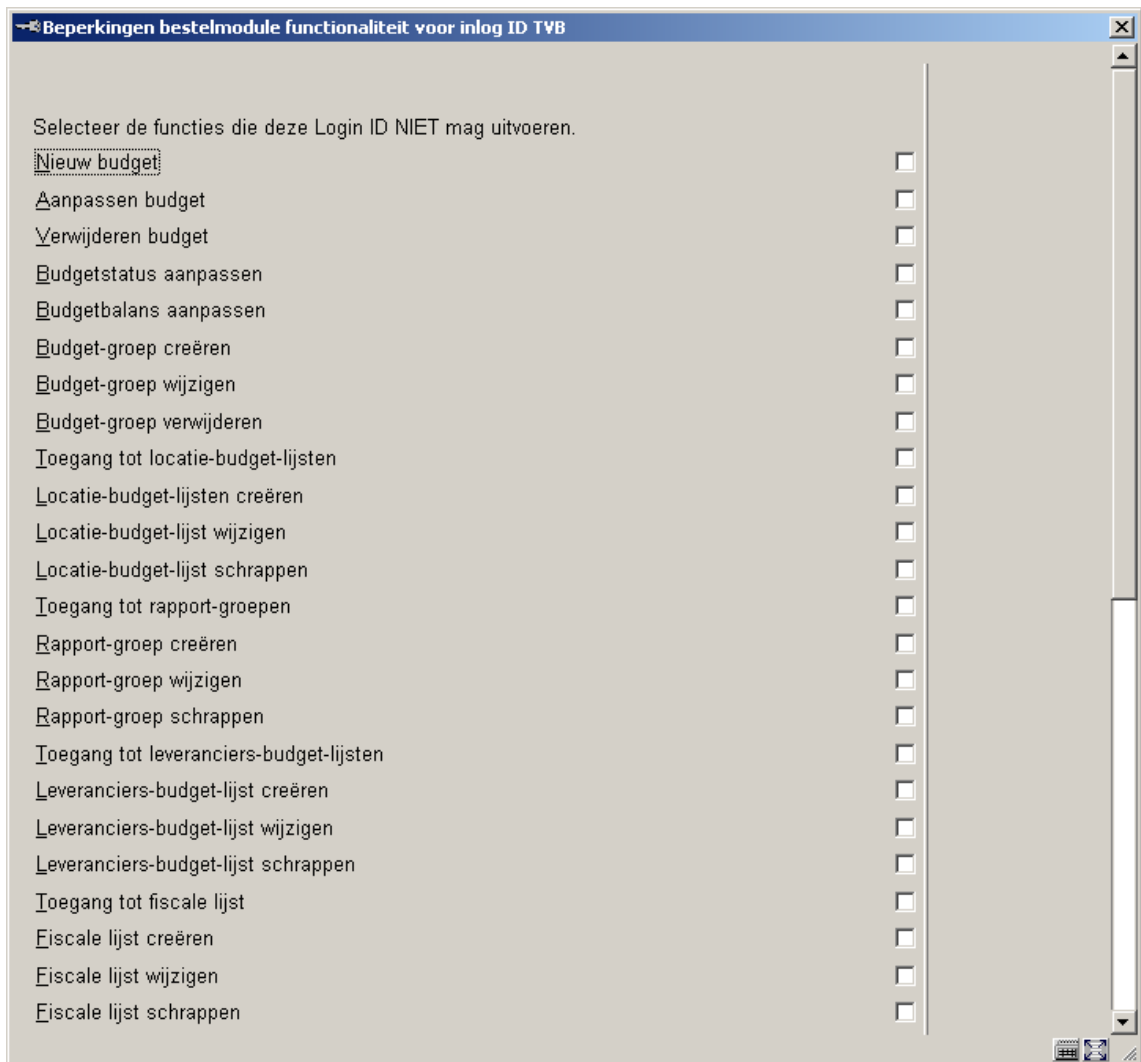 Beperkingen bestelmodule functionaliteit voor inlog ID TVB
Selecteer de functies die deze Login ID NIET mag uitvoeren.
Nieuw budget
Aanpassen budget
Verwijderen budget
Budgetstatus aanpassen
Budgetbalans aanpassen
Budget-groep creëren
Budget-groep wijzigen
Budget-groep verwijderen
Toegang tot locatie-budget-lijsten
Locatie-budget-lijsten creëren
Locatie-budget-lijst wijzigen
Locatie-budget-lijst schrappen
Toegang tot rapport-groepen
Rapport-groep creëren
Rapport-groep wijzigen
Rapport-groep schrappen
Toegang tot leveranciers-budget-lijsten
Leveranciers-budget-lijst creëren
Leveranciers-budget-lijst wijzigen
Leveranciers-budget-lijst schrappen
Toegang tot fiscale lijst
Fiscale lijst creëren
Fiscale lijst wijzigen
Fiscale lijst schrappen